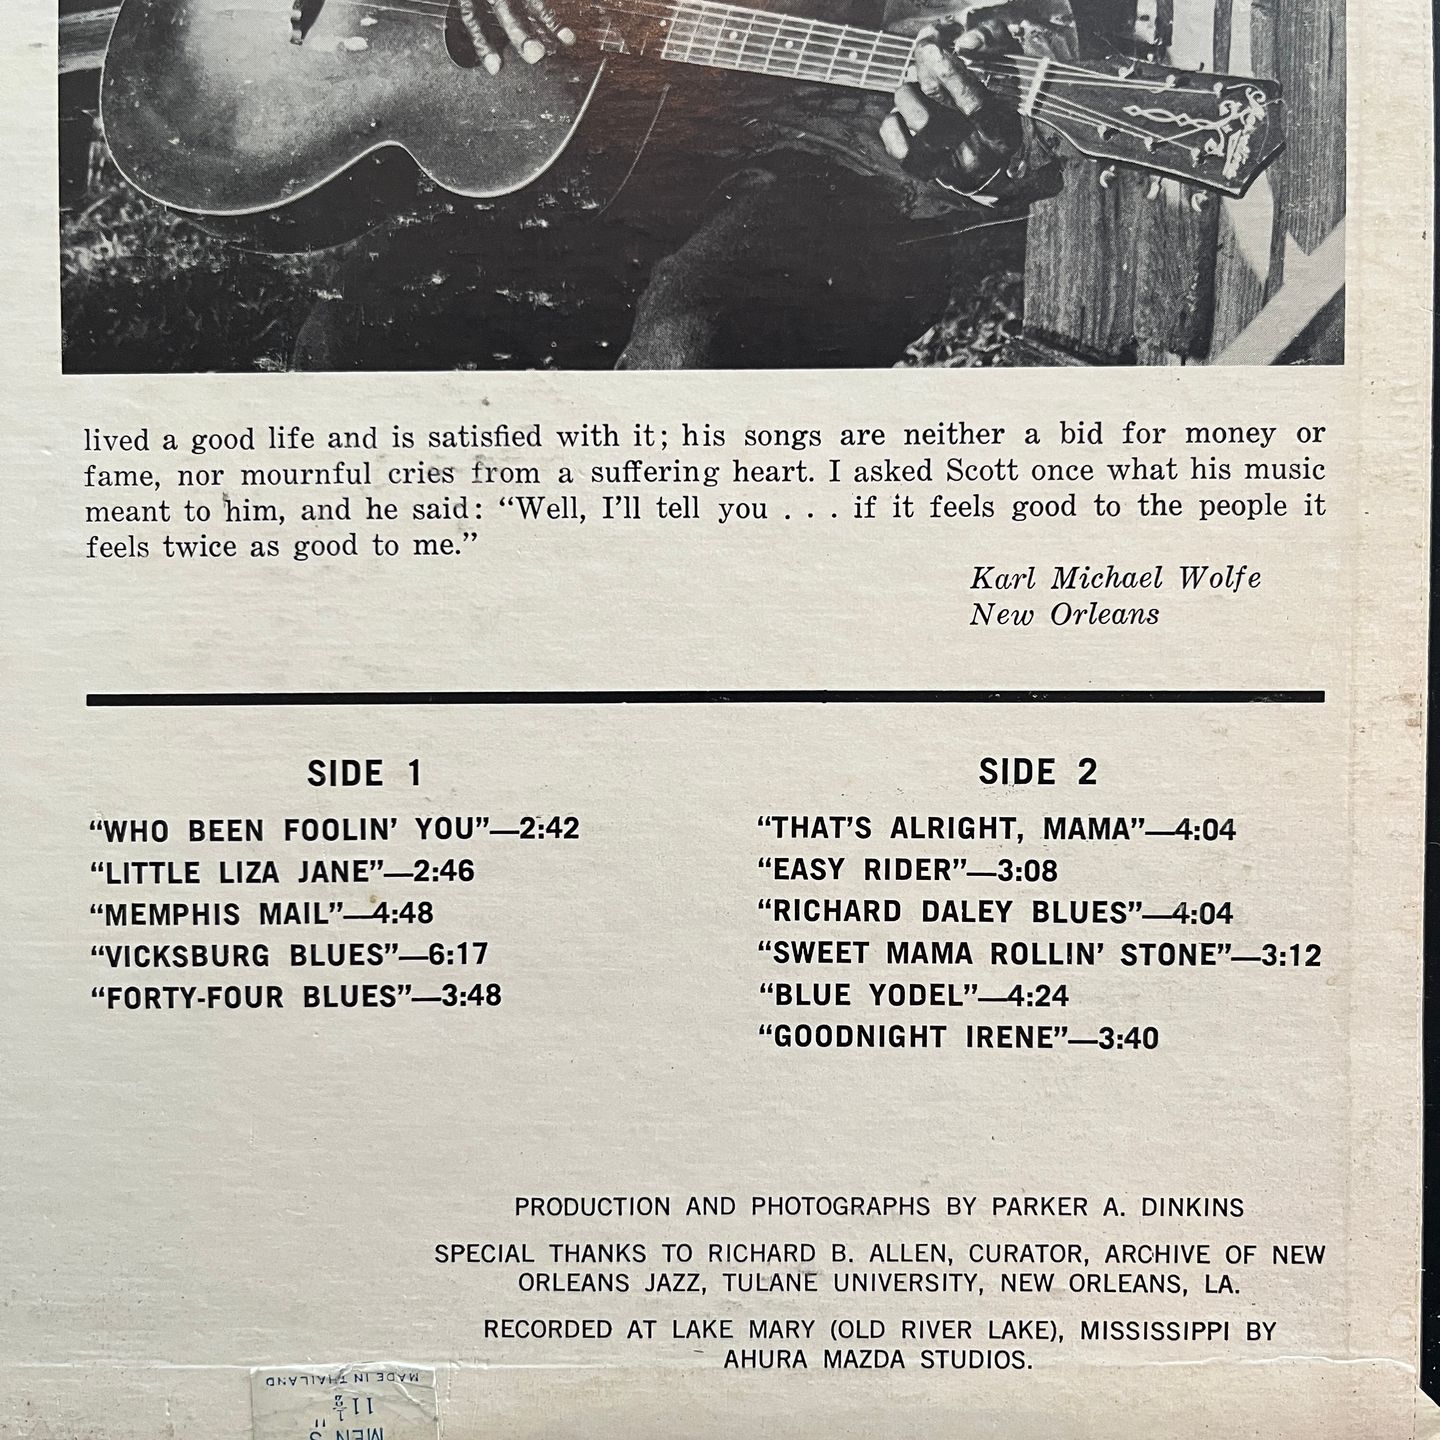 lived a good life and is satisfied with it; his songs are neither a bid for money or
fame, nor mournful cries from a suffering heart. I asked Scott once what his music
meant to him, and he said: “Well, I’ll tell you . . . if it feels good to the people it
feels twice as good to me.”
Karl Michael Wolfe
New Orleans
SIDE 1
“WHO BEEN FOOLIN’ YOU”—2:42
“LITTLE LIZA JANE”—2:46
“MEMPHIS MAIL”—4:48
“VICKSBURG BLUES”—6:17
“FORTY-FOUR BLUES”—3:48
SIDE 2
“THAT’S ALRIGHT, MAMA”—4:04
“EASY RIDER”—3:08
“RICHARD DALEY BLUES”—4:04
“SWEET MAMA ROLLIN’ STONE”—3:12
“BLUE YODEL”—4:24
“GOODNIGHT IRENE”—3:40
PRODUCTION AND PHOTOGRAPHS BY PARKER A. DINKINS
SPECIAL THANKS TO RICHARD B. ALLEN, CURATOR, ARCHIVE OF NEW
ORLEANS JAZZ, TULANE UNIVERSITY, NEW ORLEANS, LA.
RECORDED AT LAKE MARY (OLD RIVER LAKE), MISSISSIPPI BY
AHURA MAZDA STUDIOS.
MEN'S
11½"
MADE IN THAILAND